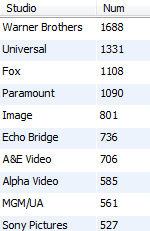 Studio Num
Warner Brothers 1688
Universal 1331
Fox 1108
Paramount 1090
Image 801
Echo Bridge 736
A&E Video 706
Alpha Video 585
MGM/UA 561
Sony Pictures 527